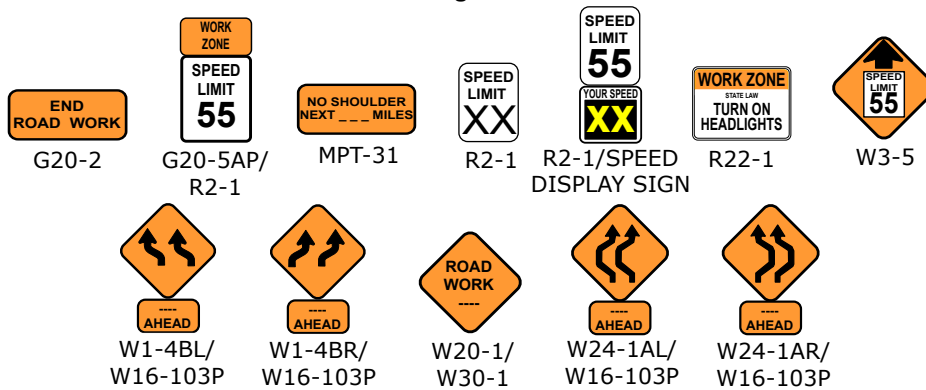 END
ROAD WORK
G20-2
WORK
ZONE
SPEED
LIMIT
55
G20-5AP/
R2-1
NO SHOULDER
NEXT _ _ _ MILES
MPT-31
SPEED
LIMIT
XX
R2-1
SPEED
LIMIT
55
YOUR SPEED
XX
R2-1/SPEED
DISPLAY SIGN
WORK ZONE
STATE LAW
TURN ON
HEADLIGHTS
R22-1
SPEED
LIMIT
55
W3-5
----
AHEAD
W1-4BL/
W16-103P
----
AHEAD
W1-4BR/
W16-103P
ROAD
WORK
----
W20-1/
W30-1
----
AHEAD
W24-1AL/
W16-103P
----
AHEAD
W24-1AR/
W16-103P